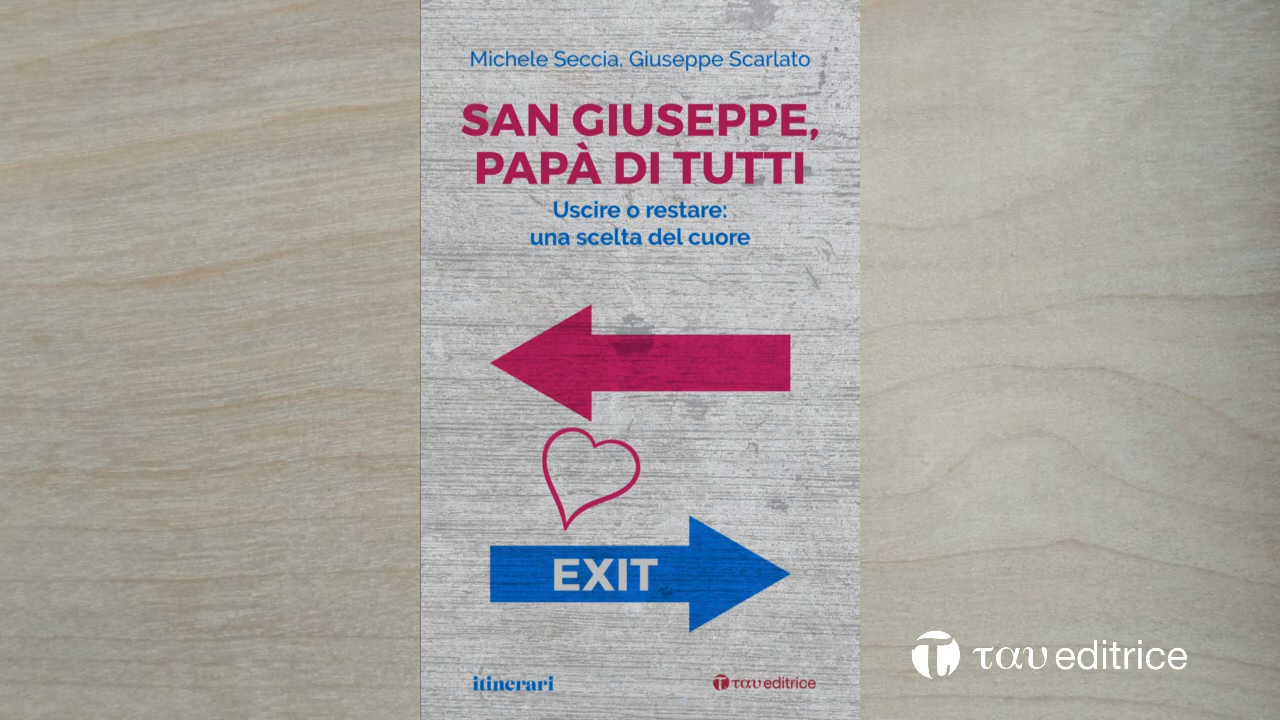 Michele Seccia, Giuseppe Scarlato
SAN GIUSEPPE,
PAPÀ DI TUTTI
Uscire o restare:
una scelta del cuore
EXIT
itinerari
ταυ editrice
ταυ editrice